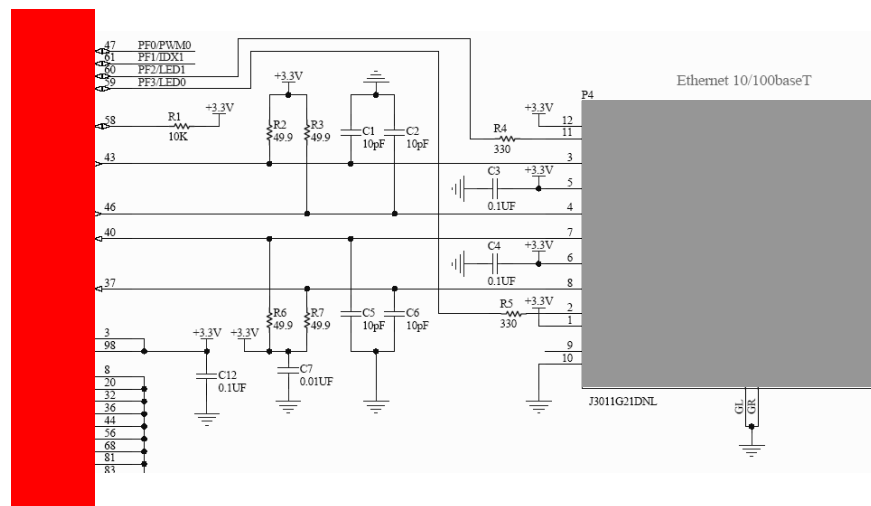 47 PF0/PWM0
61 PF1/IDX1
60 PF2/LED1
59 PF3/LED0
Ethernet 10/100baseT
+3.3V
P4
R1
10K
+3.3V
58
R2
49.9
R3
49.9
C1
10pF
C2
10pF
R4
330
+3.3V
12
11
43
3
C3
0.1UF
+3.3V
5
46
4
40
7
C4
0.1UF
+3.3V
6
37
8
R6
49.9
R7
49.9
C5
10pF
C6
10pF
R5
330
+3.3V
2
1
3
98
+3.3V
+3.3V
9
10
C12
0.1UF
C7
0.01UF
8
20
32
36
44
56
68
81
83
J3011G21DNL
GL
GR